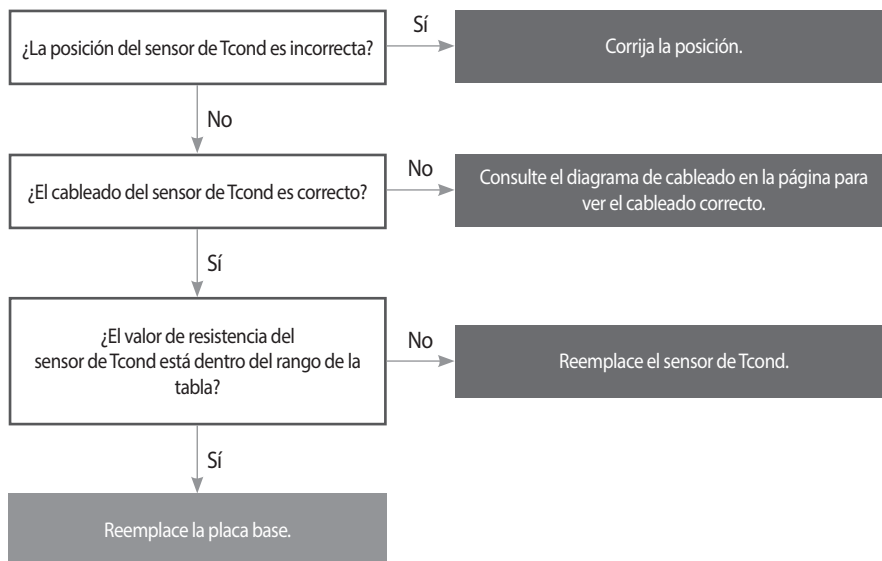 ¿La posición del sensor de Tcond es incorrecta?
Sí
Corrija la posición.
No
¿El cableado del sensor de Tcond es correcto?
No
Consulte el diagrama de cableado en la página para
ver el cableado correcto.
Sí
¿El valor de resistencia del
sensor de Tcond está dentro del rango de la
tabla?
No
Reemplace el sensor de Tcond.
Sí
Reemplace la placa base.